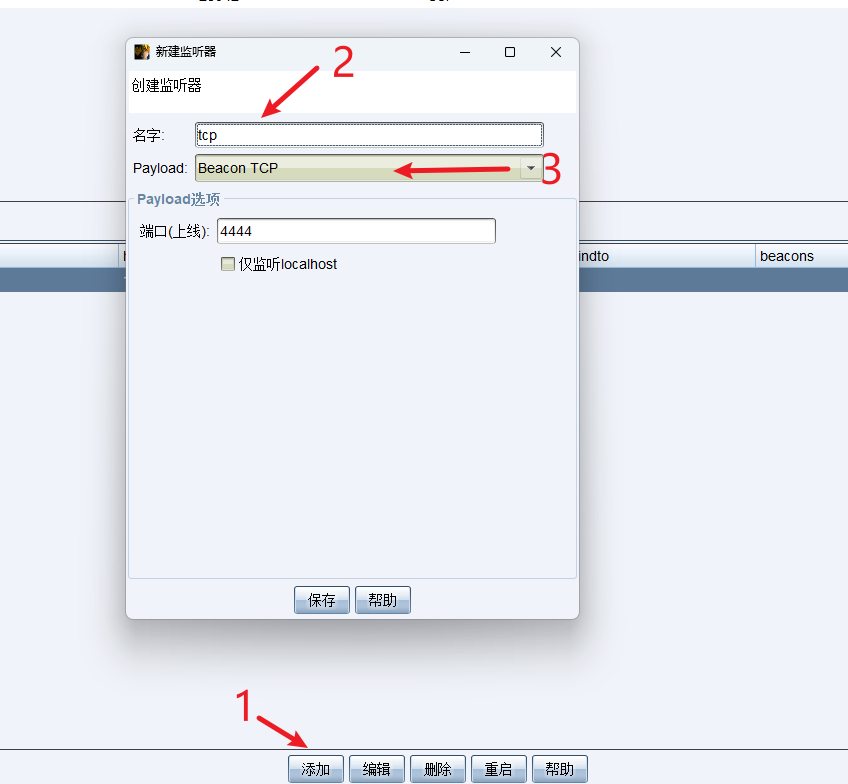 新建监听器
2
创建监听器
名字: tcp
Payload: Beacon TCP
3
Payload选项
端口(上线): 4444
仅监听localhost
indto beacons
保存 帮助
1
添加 编辑 删除 重启 帮助